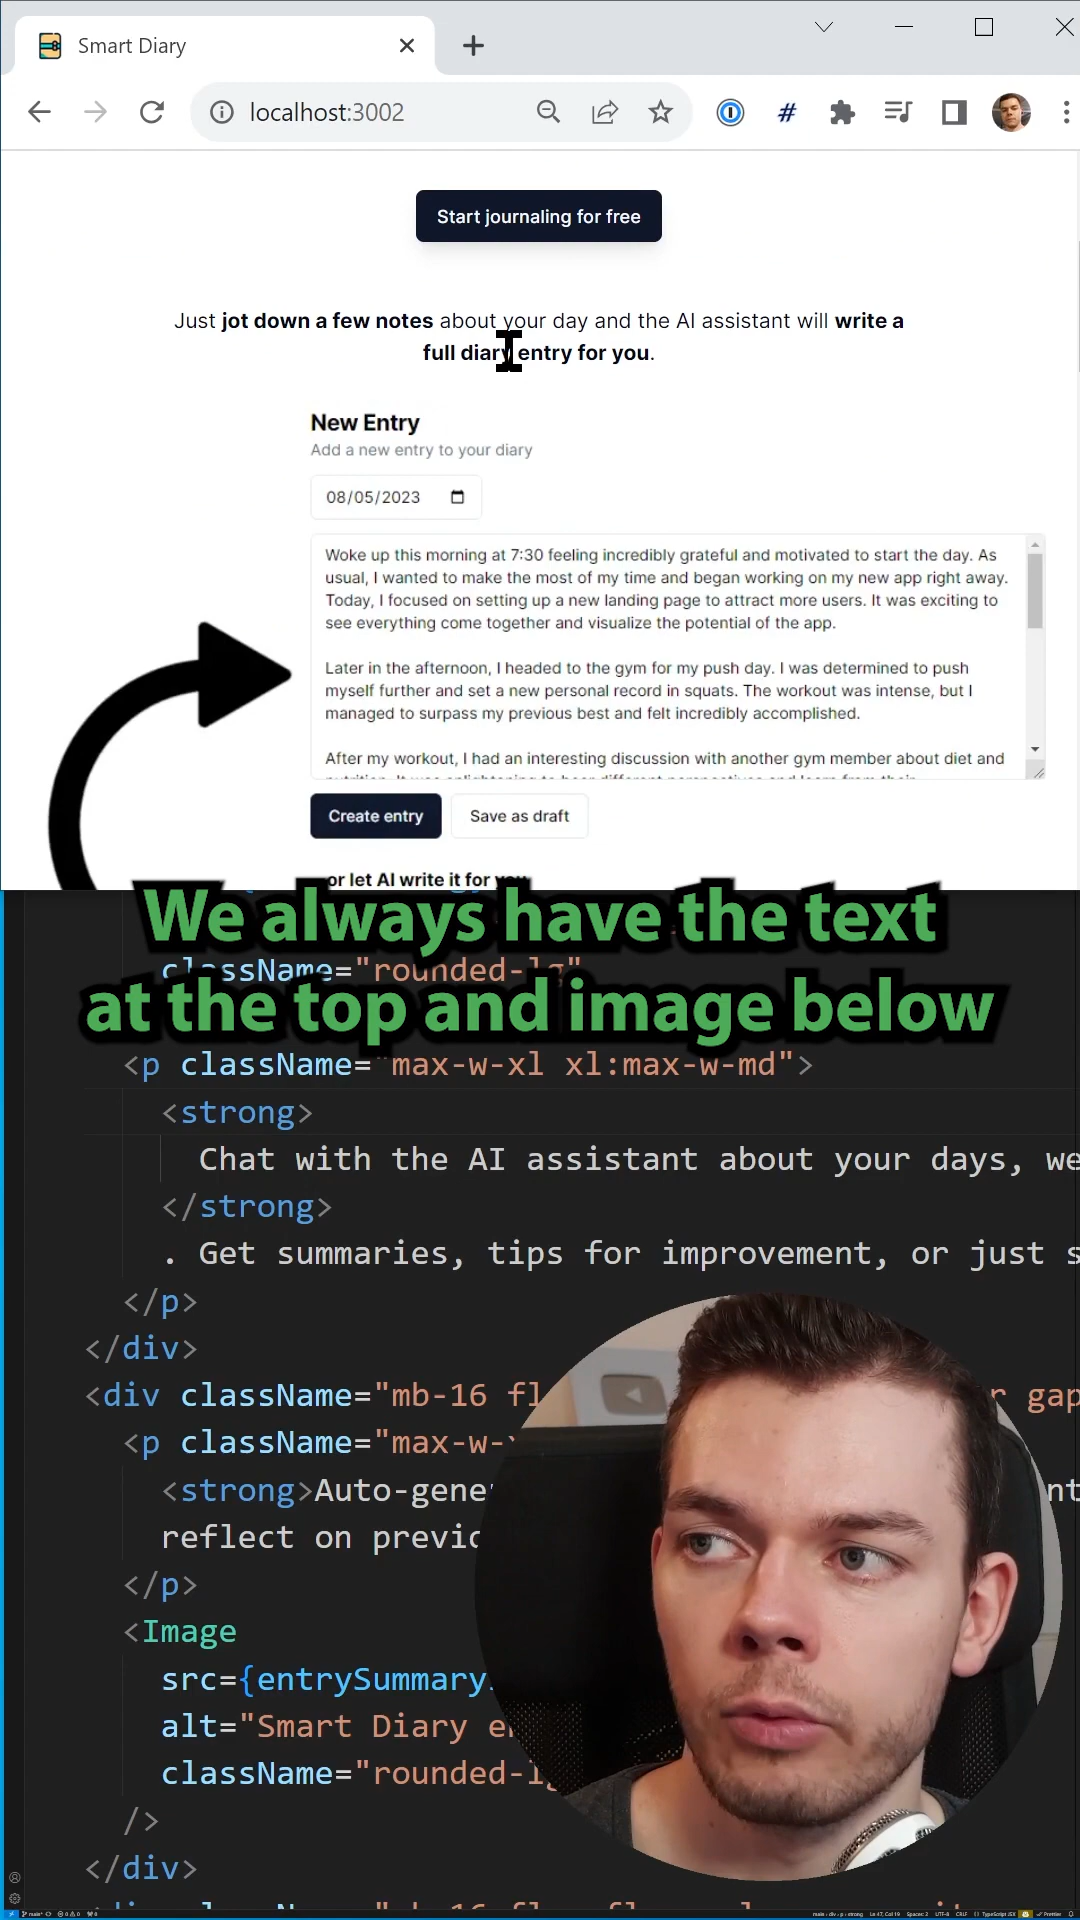 Smart Diary
localhost:3002
Start journaling for free
Just jot down a few notes about your day and the AI assistant will write a
full diary entry for you.
New Entry
Add a new entry to your diary
08/05/2023
Woke up this morning at 7:30 feeling incredibly grateful and motivated to start the day. As
usual, I wanted to make the most of my time and began working on my new app right away.
Today, I focused on setting up a new landing page to attract more users. It was exciting to
see everything come together and visualize the potential of the app.
Later in the afternoon, I headed to the gym for my push day. I was determined to push
myself further and set a new personal record in squats. The workout was intense, but I
managed to surpass my previous best and felt incredibly accomplished.
After my workout, I had an interesting discussion with another gym member about diet and
Create entry
Save as draft
or let AI write it for you
We always have the text
className="rounded-lg"
at the top and image below
<p className="max-w-xl xl:max-w-md">
<strong>
Chat with the AI assistant about your days, we
</strong>
. Get summaries, tips for improvement, or just s
</p>
</div>
<div className="mb-16 fl r gap
<p className="max-w-
<strong>Auto-gene nt
reflect on previo
</p>
<Image
src={entrySummary
alt="Smart Diary e
className="rounded-lg
/>
</div>